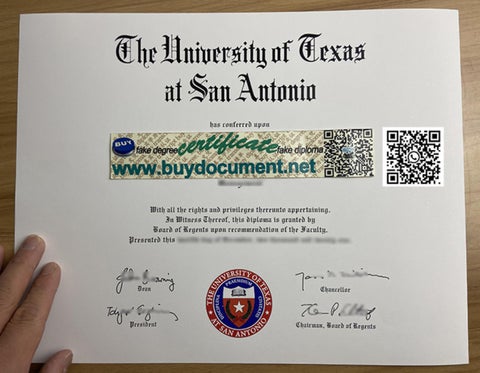 The University of Texas
at San Antonio
has conferred upon
BUY
fake degree certificate fake diploma
www.buydocument.net
With all the rights and privileges thereunto appertaining.
In Witness Thereof, this diploma is granted by
Board of Regents upon recommendation of the Faculty.
Presented this
Dean
Chancellor
THE UNIVERSITY OF TEXAS
AT SAN ANTONIO
PRAESIDIUM
DISCIPLINA
CIVITATIS
President
Chairman, Board of Regents